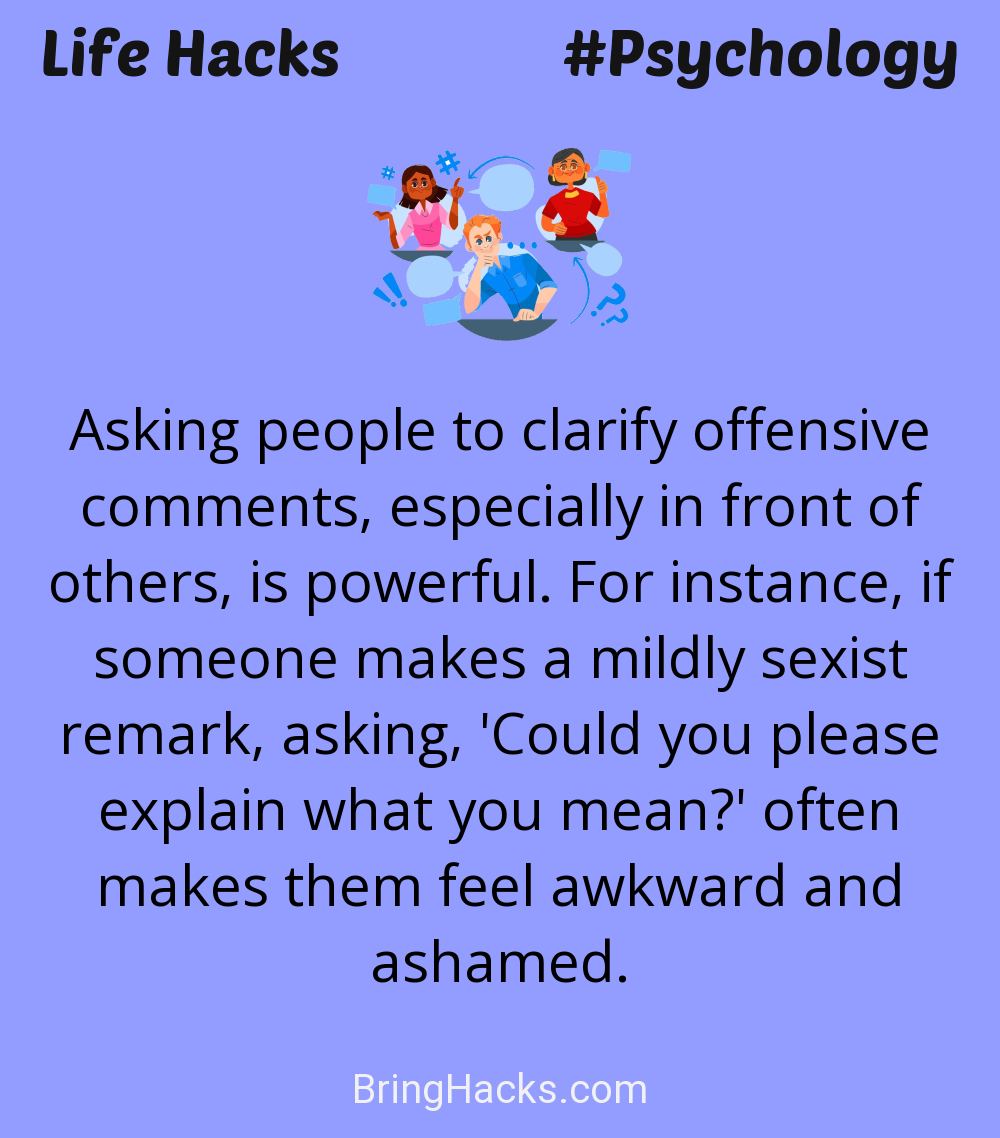 Life Hacks #Psychology
Asking people to clarify offensive
comments, especially in front of
others, is powerful. For instance, if
someone makes a mildly sexist
remark, asking, 'Could you please
explain what you mean?' often
makes them feel awkward and
ashamed.
BringHacks.com